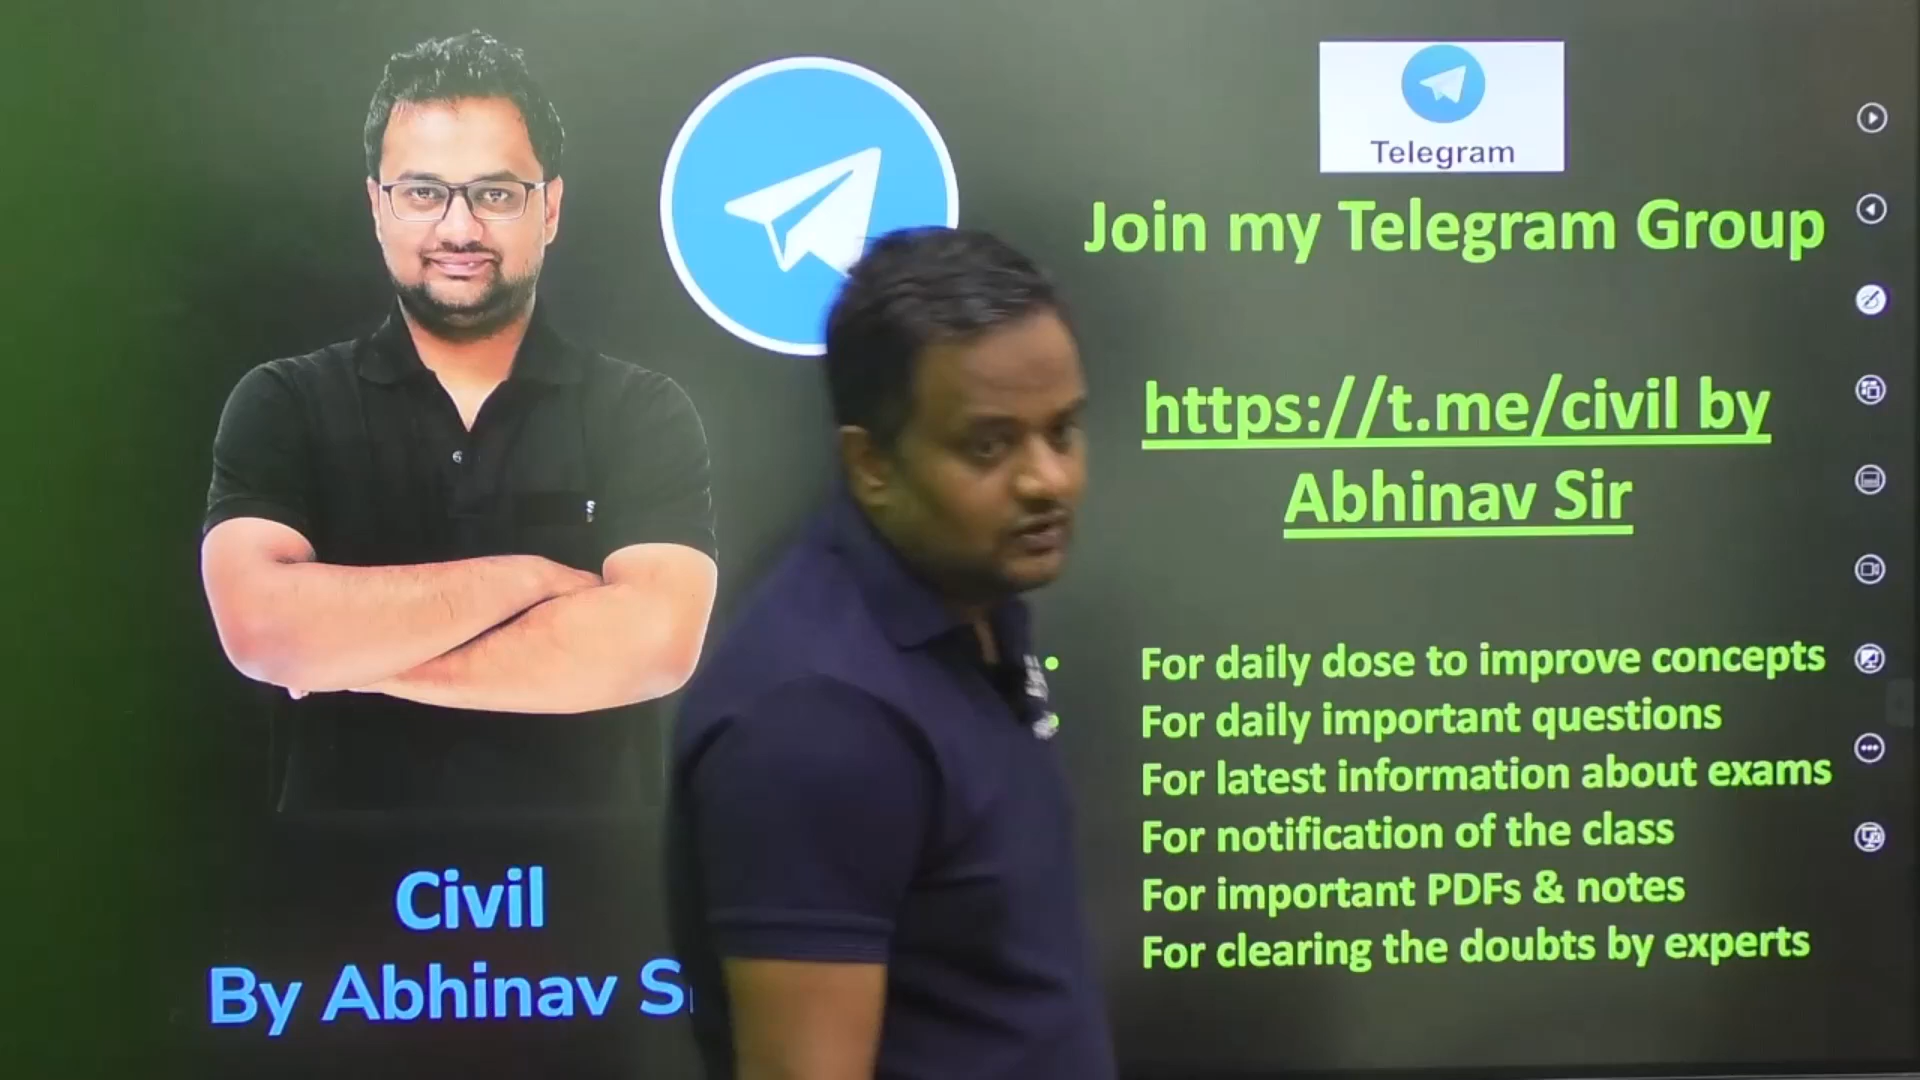 Telegram
Join my Telegram Group
https://t.me/civil by
Abhinav Sir
• For daily dose to improve concepts
• For daily important questions
For latest information about exams
For notification of the class
For important PDFs & notes
For clearing the doubts by experts
Civil
By Abhinav